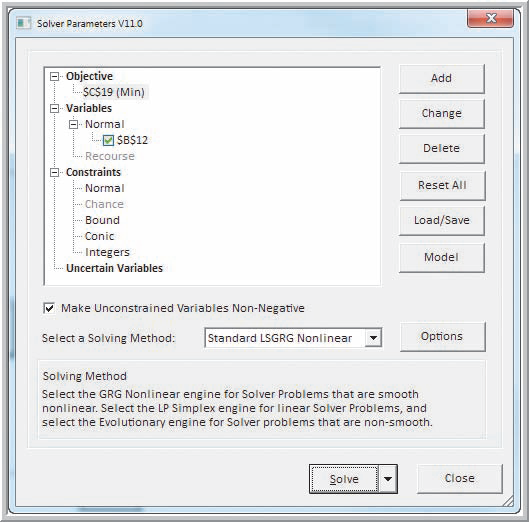 Solver Parameters V11.0
Objective
$C$19 (Min)
Variables
Normal
$B$12
Recourse
Constraints
Normal
Chance
Bound
Conic
Integers
Uncertain Variables
Add
Change
Delete
Reset All
Load/Save
Model
Make Unconstrained Variables Non-Negative
Select a Solving Method: Standard LSGRG Nonlinear
Options
Solving Method
Select the GRG Nonlinear engine for Solver Problems that are smooth
nonlinear. Select the LP Simplex engine for linear Solver Problems, and
select the Evolutionary engine for Solver problems that are non-smooth.
Solve
Close